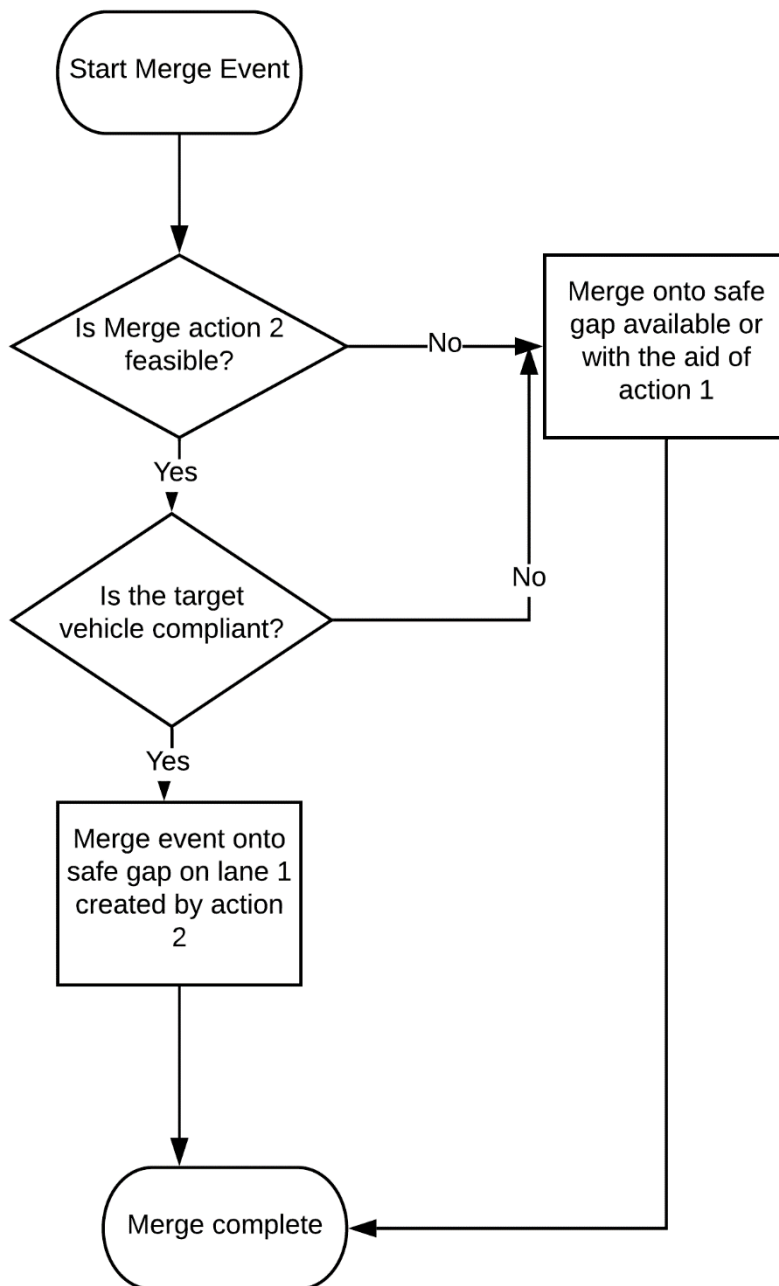 Start Merge Event
Is Merge action 2
feasible?
No
Merge onto safe
gap available or
with the aid of
action 1
Yes
Is the target
vehicle compliant?
No
Yes
Merge event onto
safe gap on lane 1
created by action
2
Merge complete